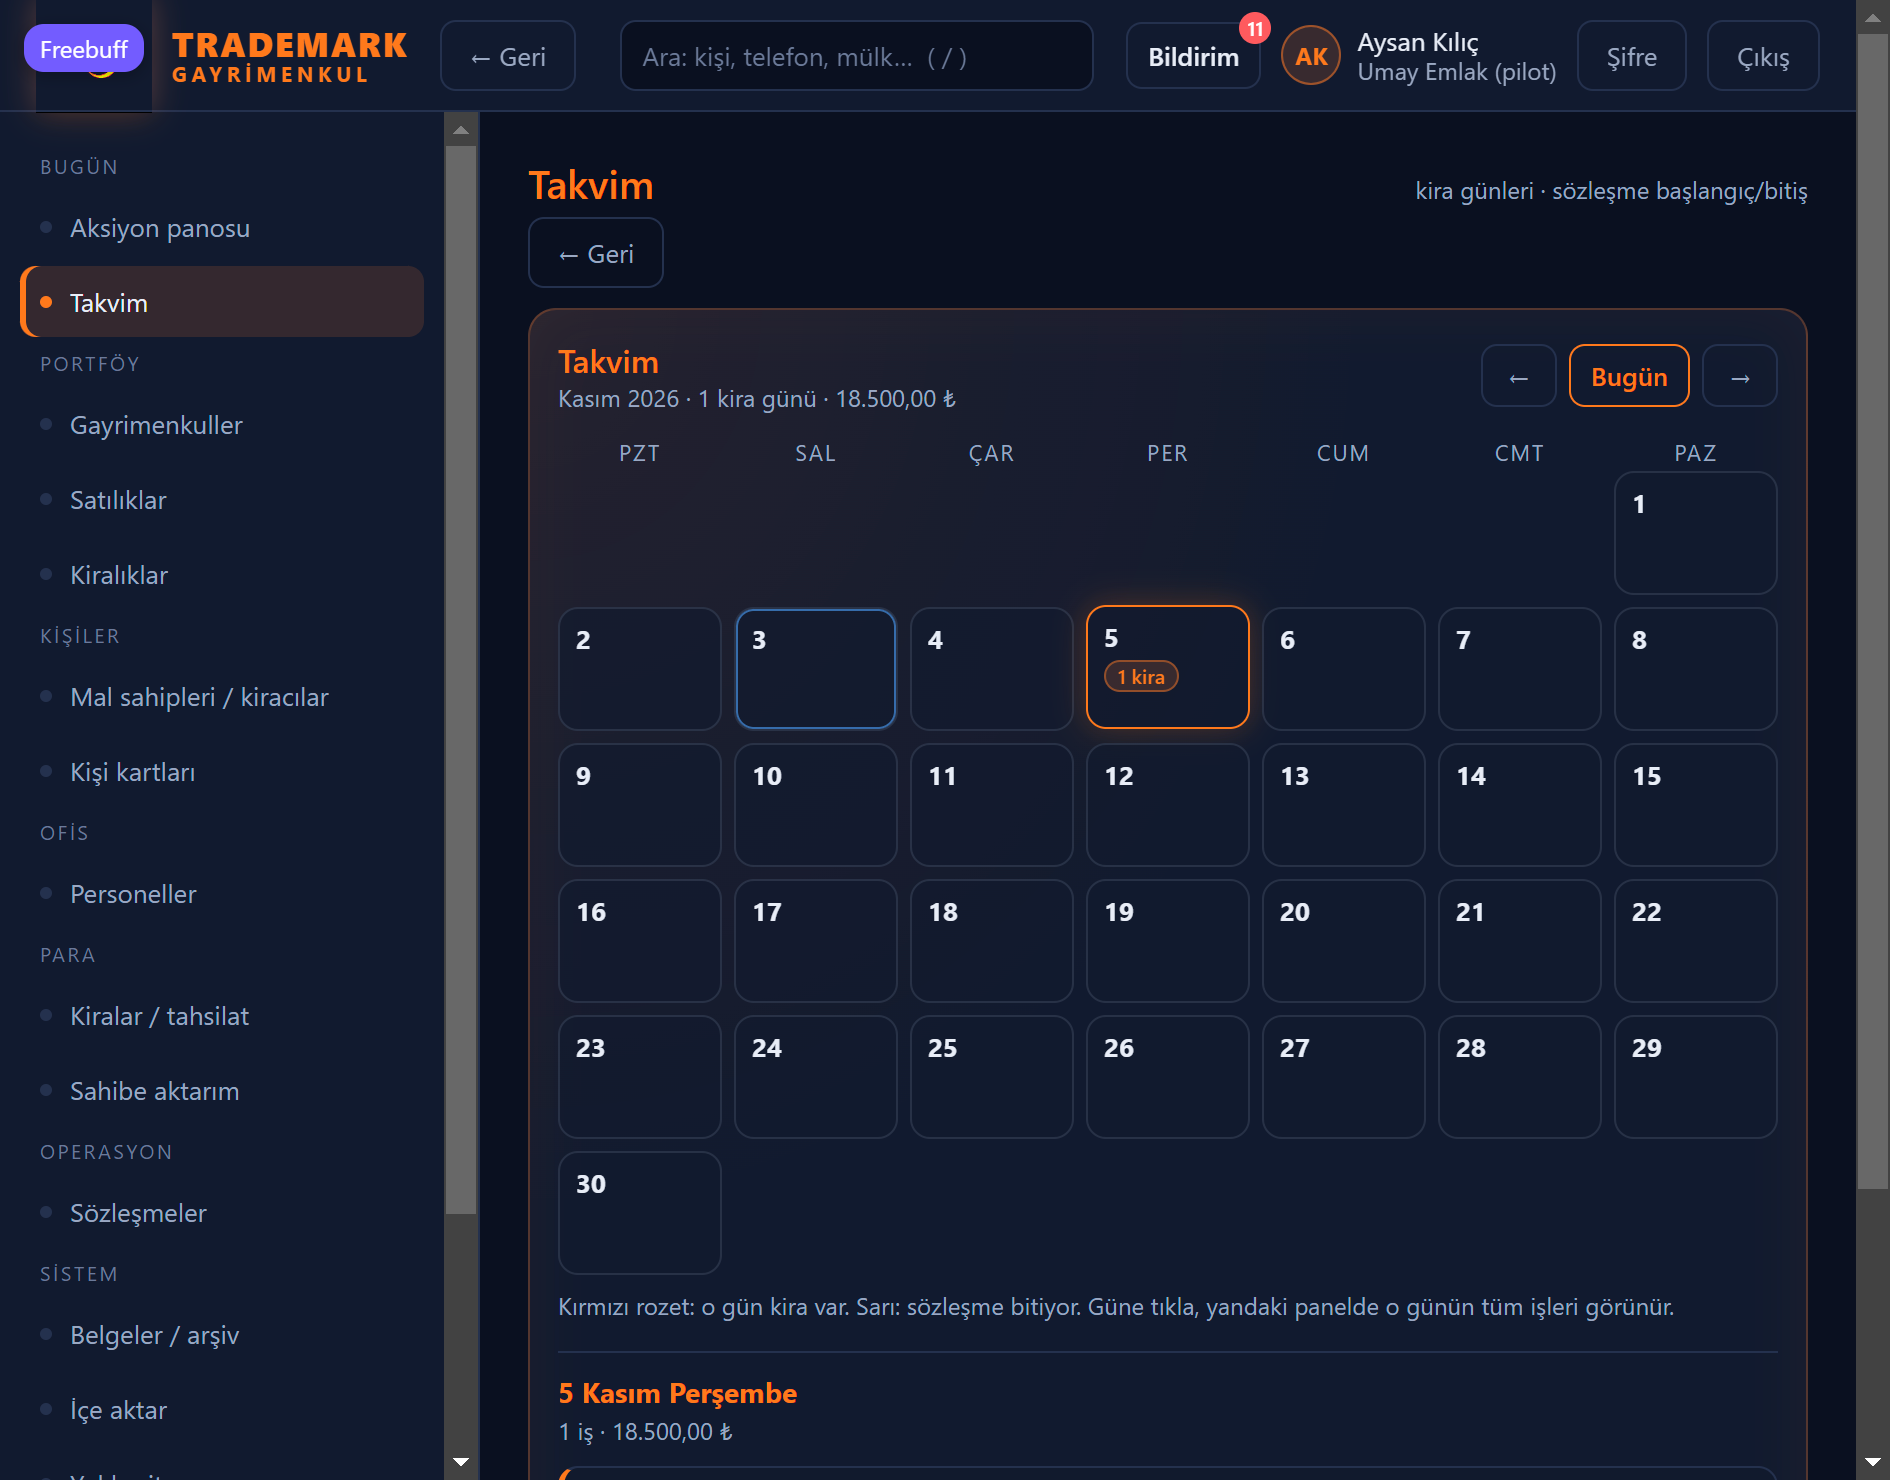 Freebuff
TRADEMARK
GAYRİMENKUL
← Geri
Ara: kişi, telefon, mülk... ( / )
Bildirim
11
AK
Aysan Kılıç
Umay Emlak (pilot)
Şifre
Çıkış
BUGÜN
Aksiyon panosu
Takvim
PORTFÖY
Gayrimenkuller
Satılıklar
Kiralıklar
KİŞİLER
Mal sahipleri / kiracılar
Kişi kartları
OFİS
Personeller
PARA
Kiralar / tahsilat
Sahibe aktarım
OPERASYON
Sözleşmeler
SİSTEM
Belgeler / arşiv
İçe aktar
Takvim
kira günleri · sözleşme başlangıç/bitiş
← Geri
Takvim
Kasım 2026 · 1 kira günü · 18.500,00 ₺
←
Bugün
→
PZT SAL ÇAR PER CUM CMT PAZ
1
2 3 4 5 6 7 8
1 kira
9 10 11 12 13 14 15
16 17 18 19 20 21 22
23 24 25 26 27 28 29
30
Kırmızı rozet: o gün kira var. Sarı: sözleşme bitiyor. Güne tıkla, yandaki panelde o günün tüm işleri görünür.
5 Kasım Perşembe
1 iş · 18.500,00 ₺